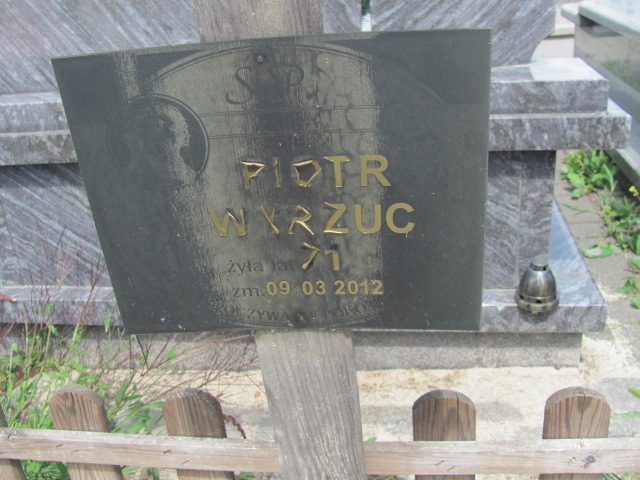 Ś P
PIOTR
WYRZUC
żyła lat 71
zm. 09 03 2012